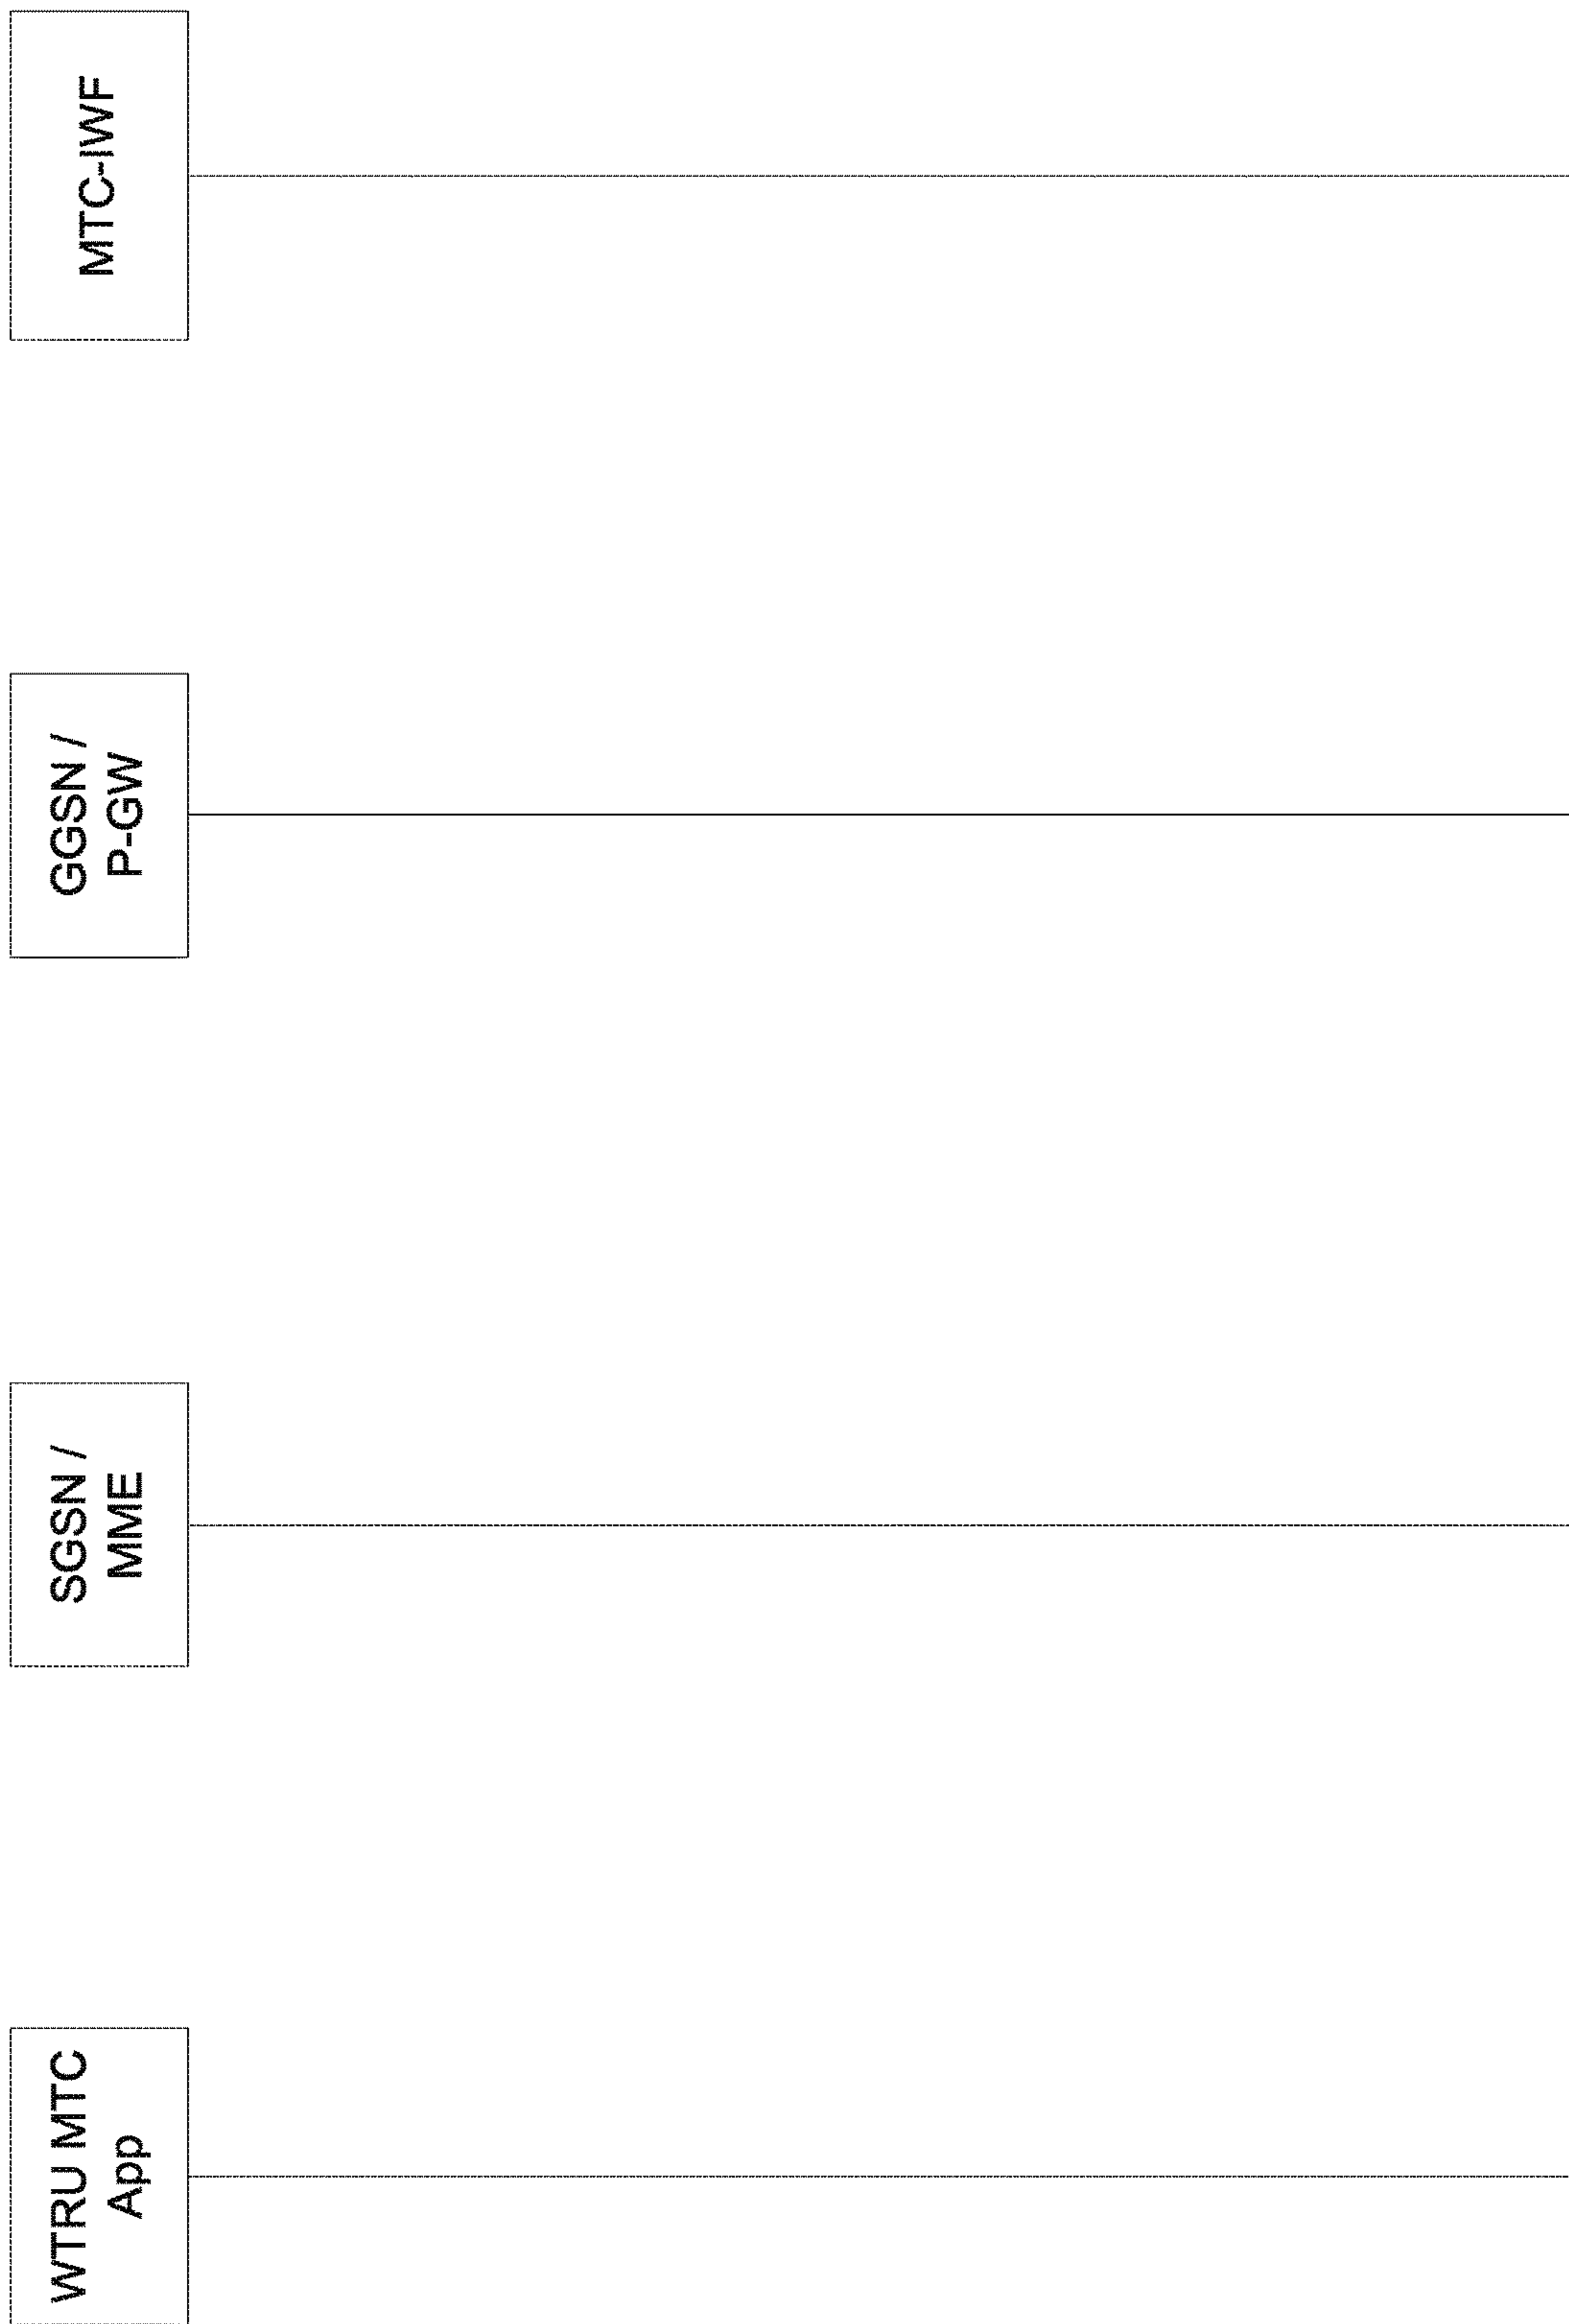 WTRU MTC
App
SGSN /
MME
GGSN /
P-GW
MTC-IWF